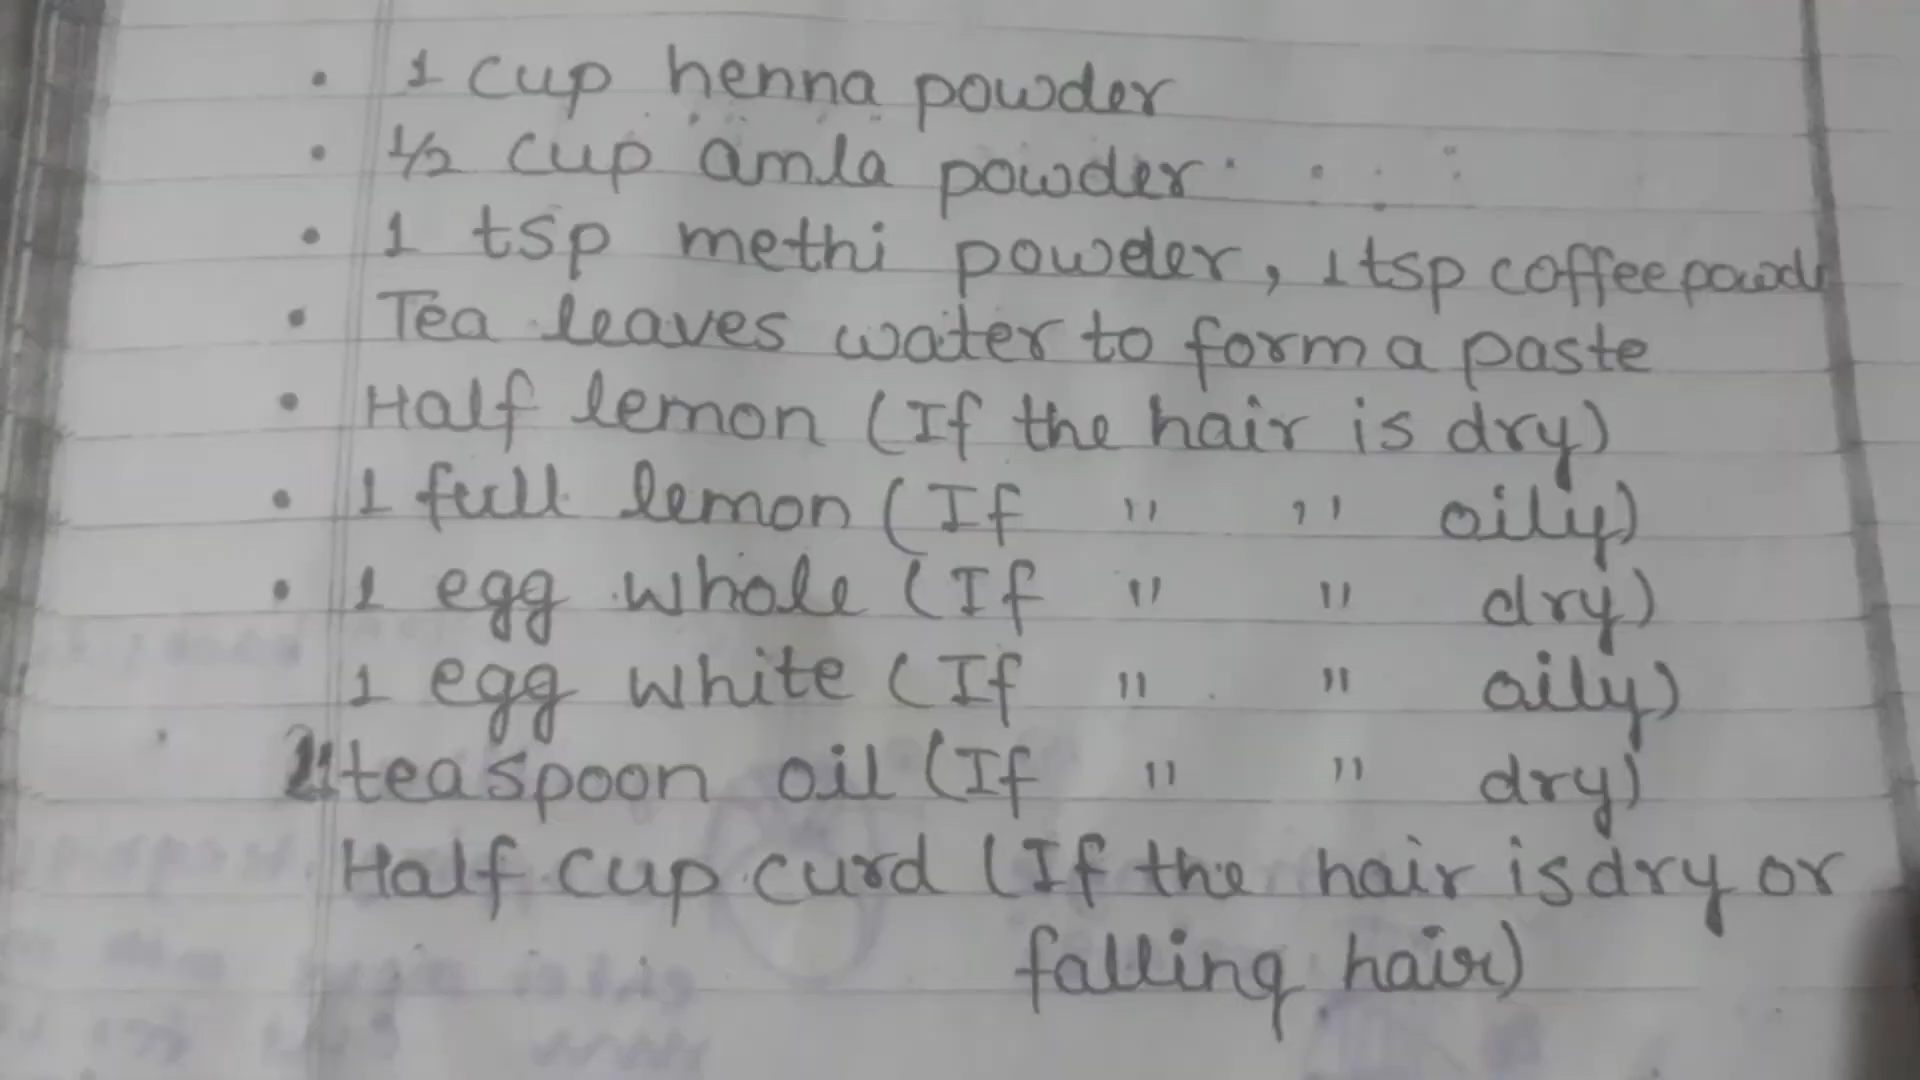 • 1 cup henna powder
• 1/2 cup amla powder
• 1 tsp methi powder, 1 tsp coffee powd
• Tea leaves water to form a paste
• Half lemon (If the hair is dry)
• 1 full lemon (If " " oily)
• 1 egg whole (If " " dry)
1 egg white (If " " oily)
teaspoon oil (If " " dry)
Half cup curd (If the hair is dry or
falling hair)